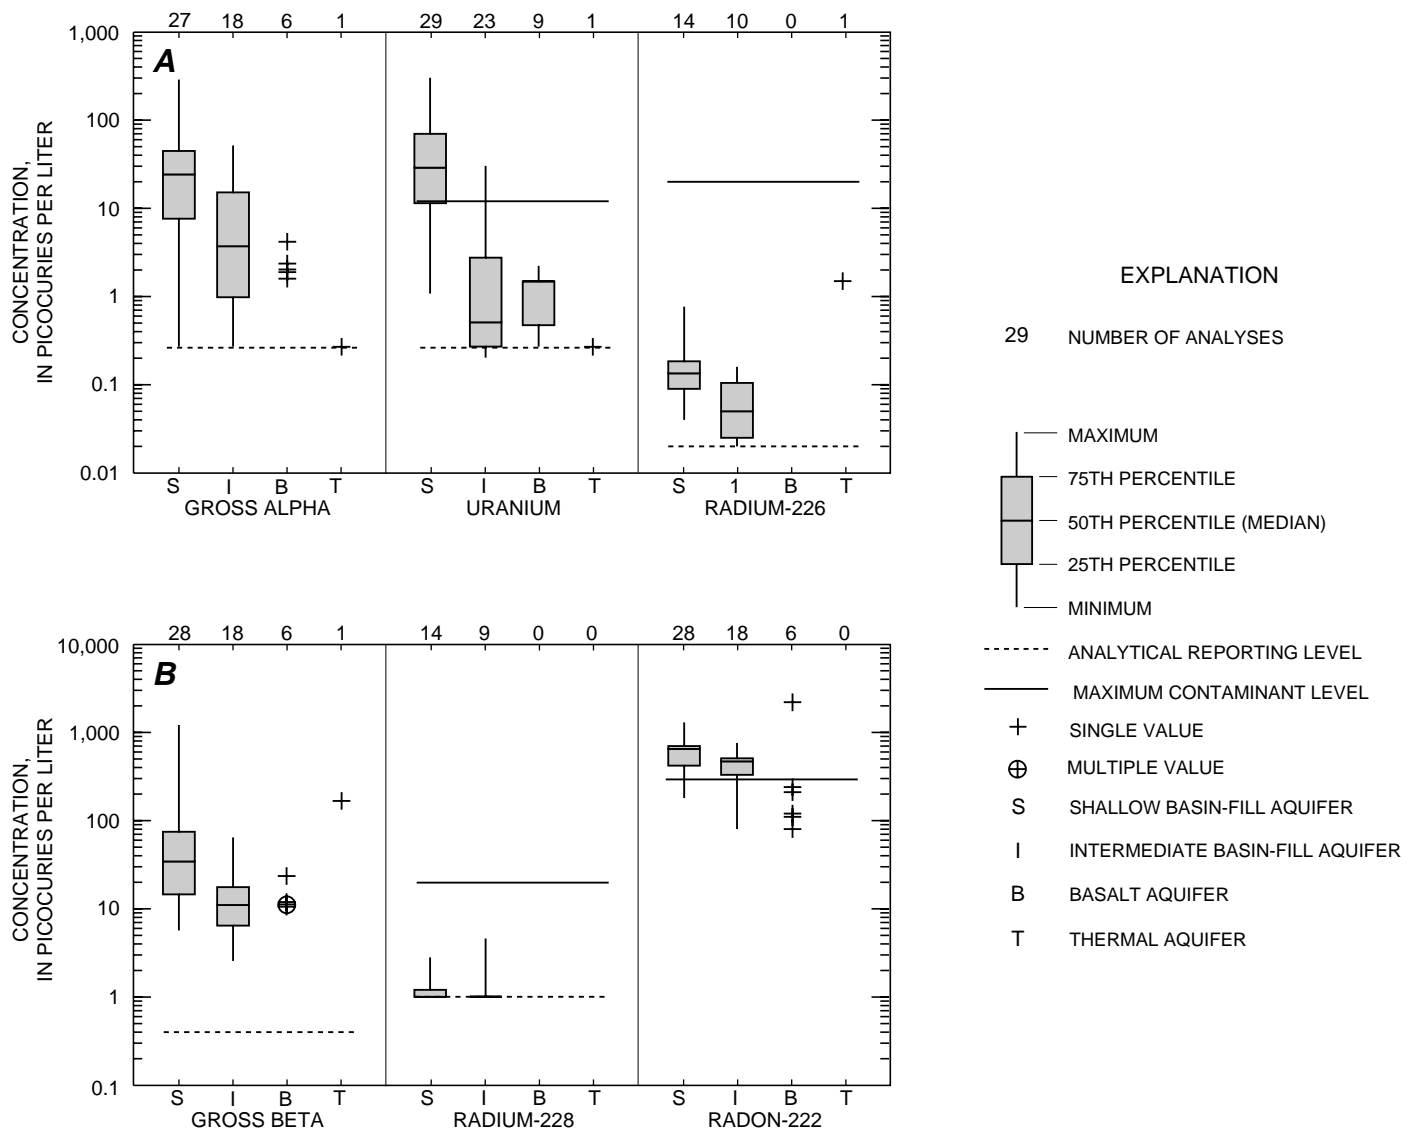 27 18 6 1 29 23 9 1 14 10 0 1
A
1,000
100
10
1
0.1
0.01
CONCENTRATION,
IN PICOCURIES PER LITER
S I B T S I B T S 1 B T
GROSS ALPHA URANIUM RADIUM-226
28 18 6 1 14 9 0 0 28 18 6 0
B
10,000
1,000
100
10
1
0.1
CONCENTRATION,
IN PICOCURIES PER LITER
S I B T S I B T S I B T
GROSS BETA RADIUM-228 RADON-222
EXPLANATION
29 NUMBER OF ANALYSES
MAXIMUM
75TH PERCENTILE
50TH PERCENTILE (MEDIAN)
25TH PERCENTILE
MINIMUM
ANALYTICAL REPORTING LEVEL
MAXIMUM CONTAMINANT LEVEL
SINGLE VALUE
MULTIPLE VALUE
S SHALLOW BASIN-FILL AQUIFER
I INTERMEDIATE BASIN-FILL AQUIFER
B BASALT AQUIFER
T THERMAL AQUIFER